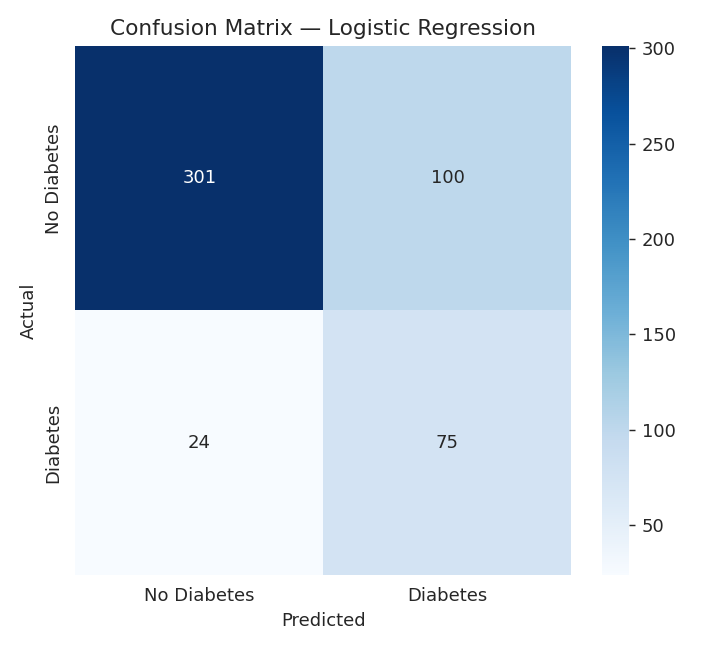 Confusion Matrix — Logistic Regression
No Diabetes
Diabetes
Actual
301
100
24
75
No Diabetes
Diabetes
Predicted
300
250
200
150
100
50